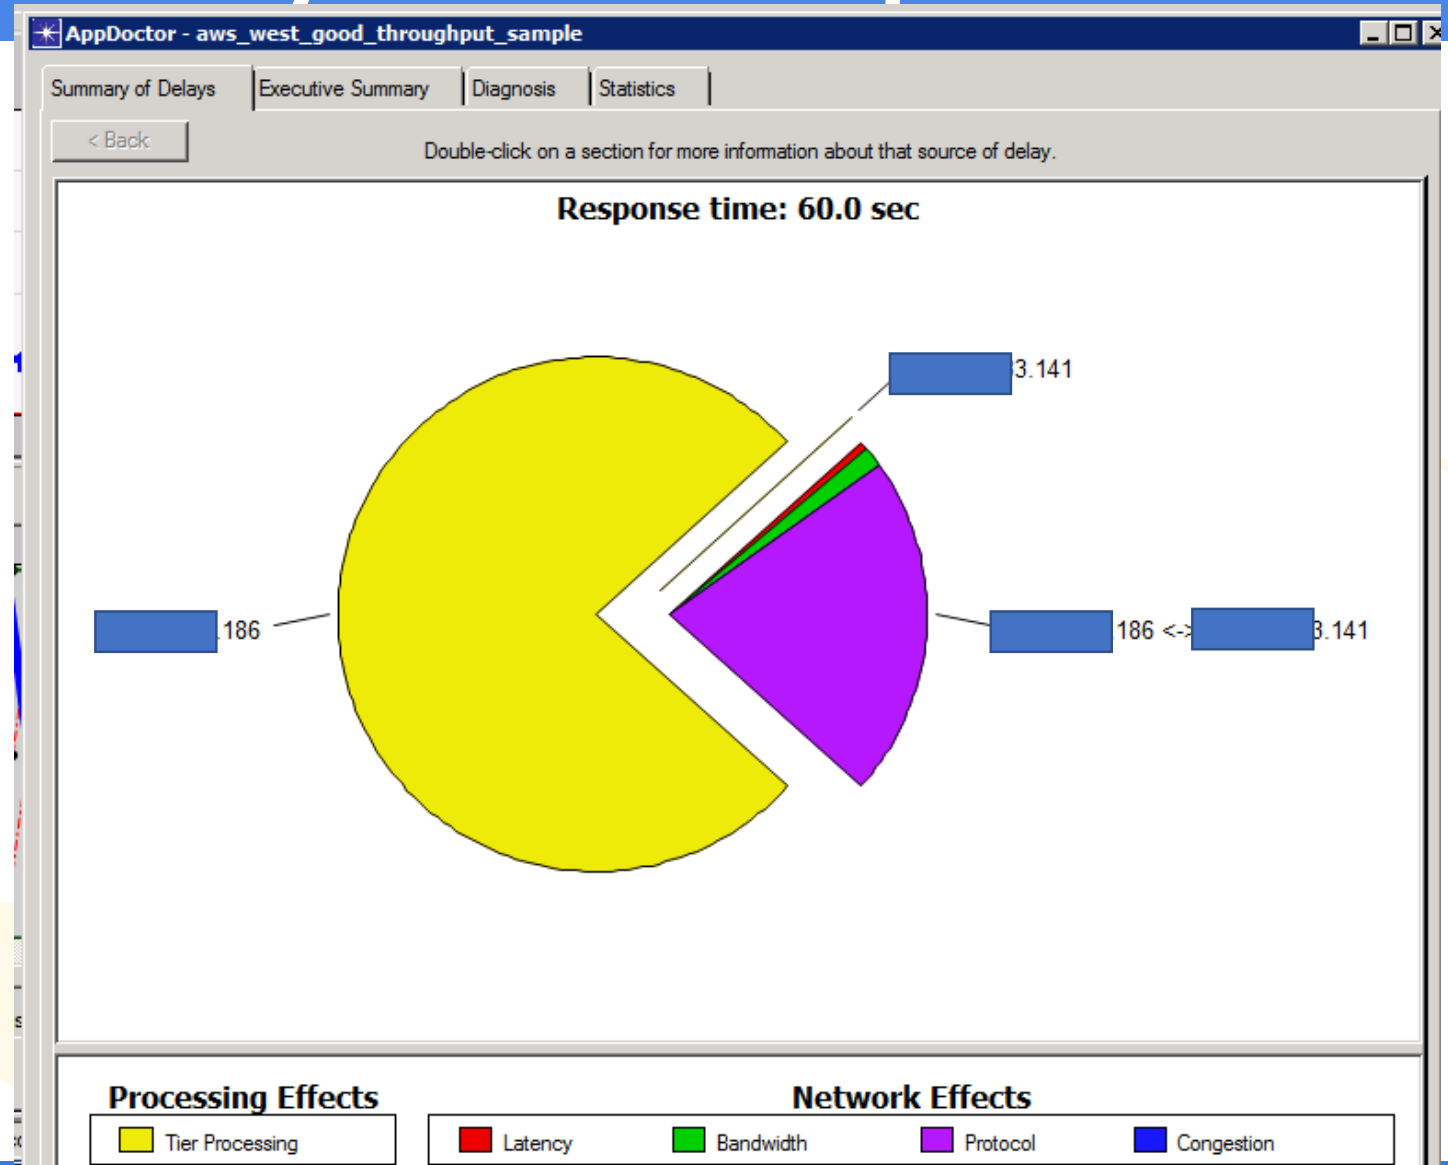 AppDoctor - aws_west_good_throughput_sample
Summary of Delays Executive Summary Diagnosis Statistics
< Back
Double-click on a section for more information about that source of delay.
Response time: 60.0 sec
3.141
.186
186 <-> 3.141
Processing Effects Network Effects
Tier Processing Latency Bandwidth Protocol Congestion